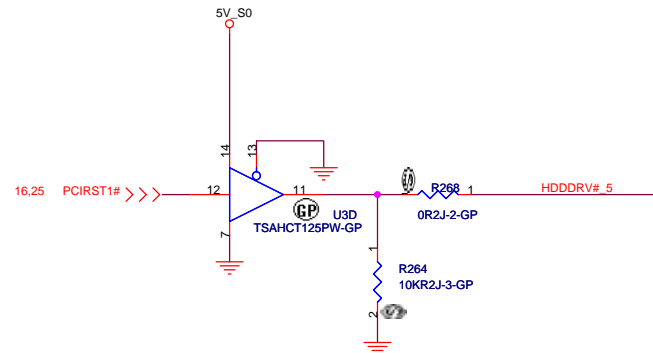 5V_S0
14
13
16,25 PCIRST1#
12
11
GP
U3D
TSAHCT125PW-GP
7
R268
1
HDDDRV#_5
0R2J-2-GP
1
R264
10KR2J-3-GP
2